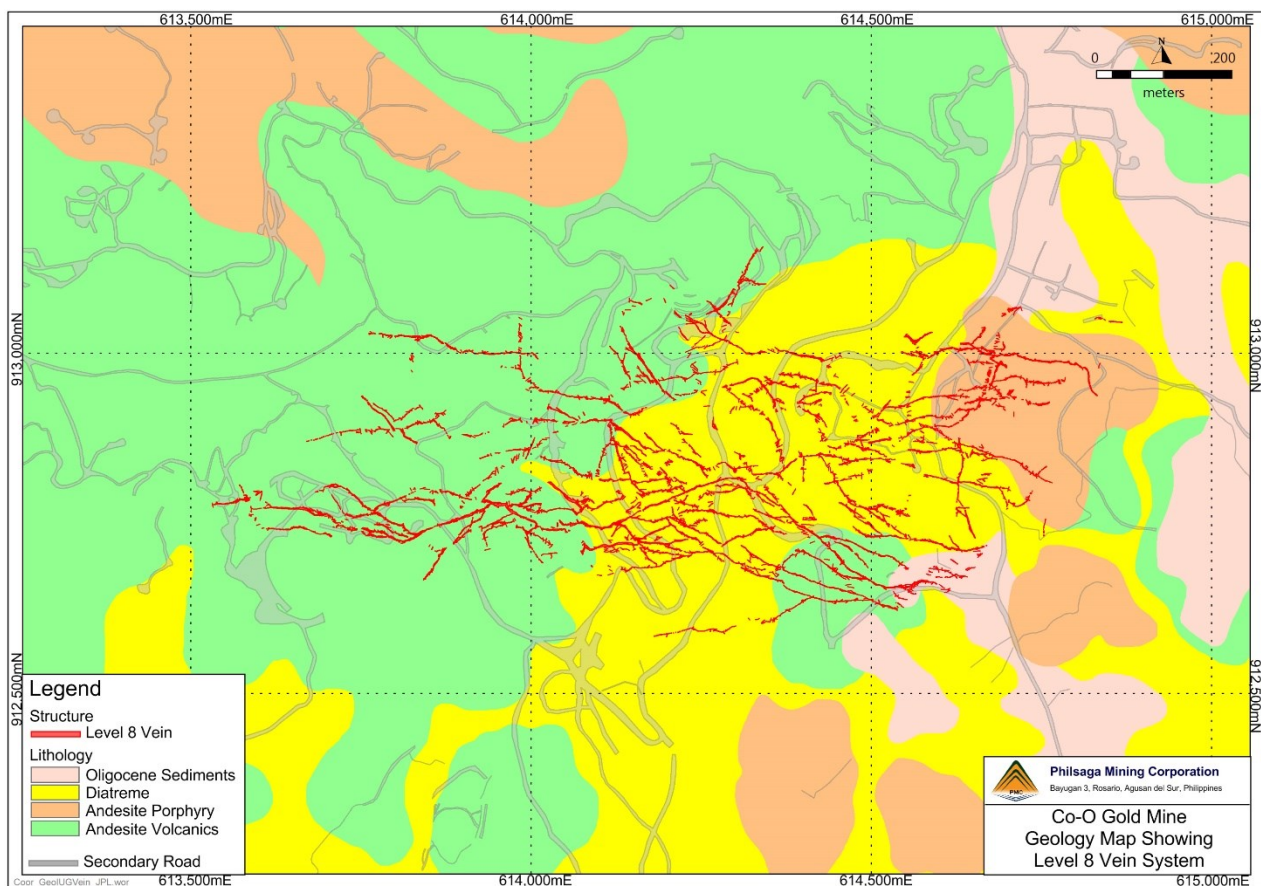 613,500mE 614,000mE 614,500mE 615,000mE
N
0 200
meters
913,000mN 913,000mN
912,500mN 912,500mN
Legend
Structure
Level 8 Vein
Lithology
Oligocene Sediments
Diatreme
Andesite Porphyry
Andesite Volcanics
Secondary Road
PMC
Philsaga Mining Corporation
Bayugan 3, Rosario, Agusan del Sur, Philippines
Co-O Gold Mine
Geology Map Showing
Level 8 Vein System
Coor_GeolUGVein_JPL.wor
613,500mE 614,000mE 614,500mE 615,000mE